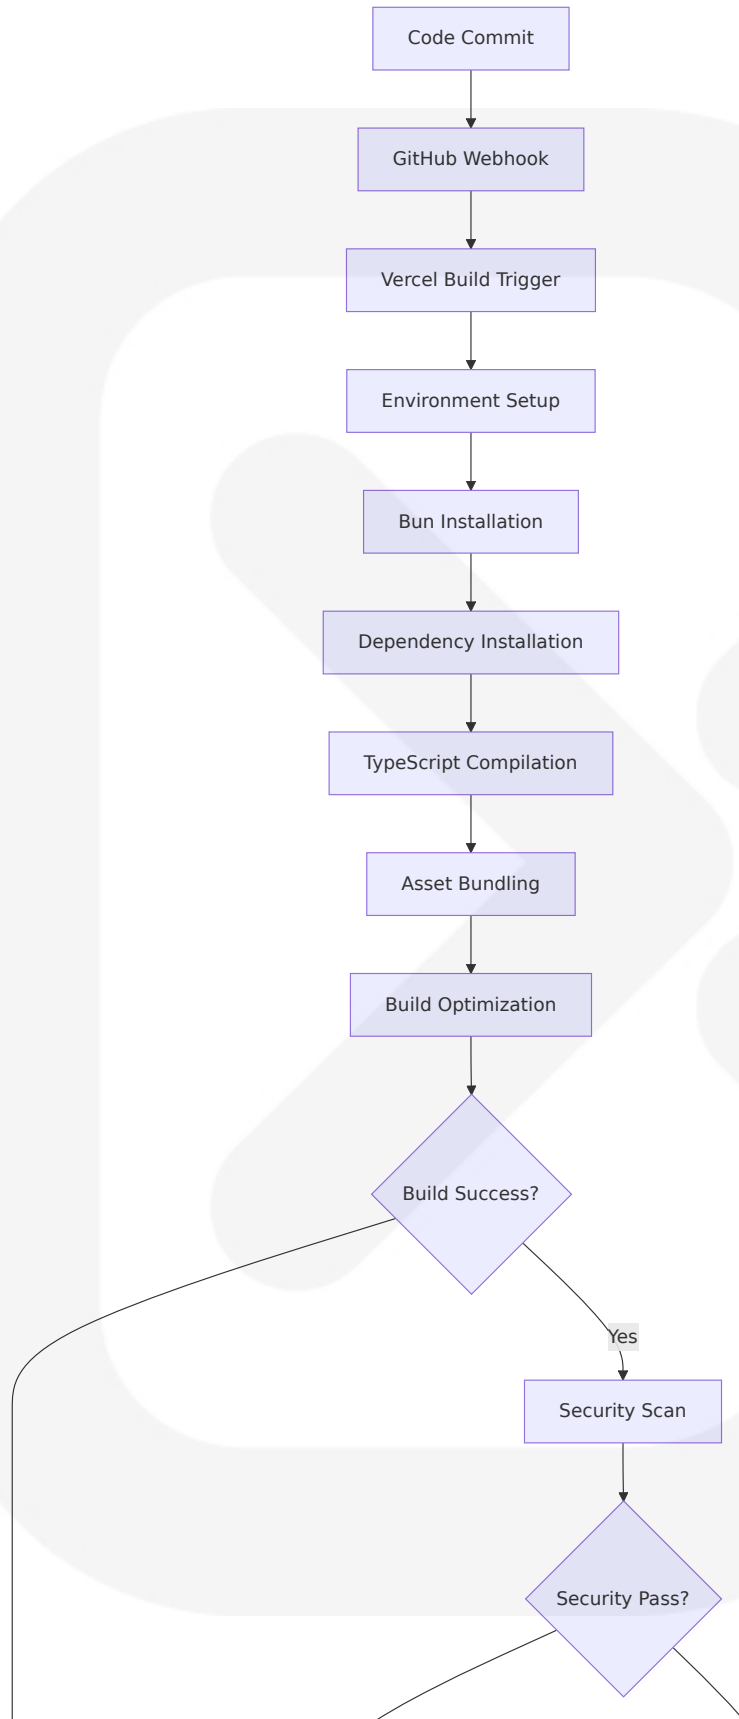 Code Commit
GitHub Webhook
Vercel Build Trigger
Environment Setup
Bun Installation
Dependency Installation
TypeScript Compilation
Asset Bundling
Build Optimization
Build Success?
Yes
Security Scan
Security Pass?